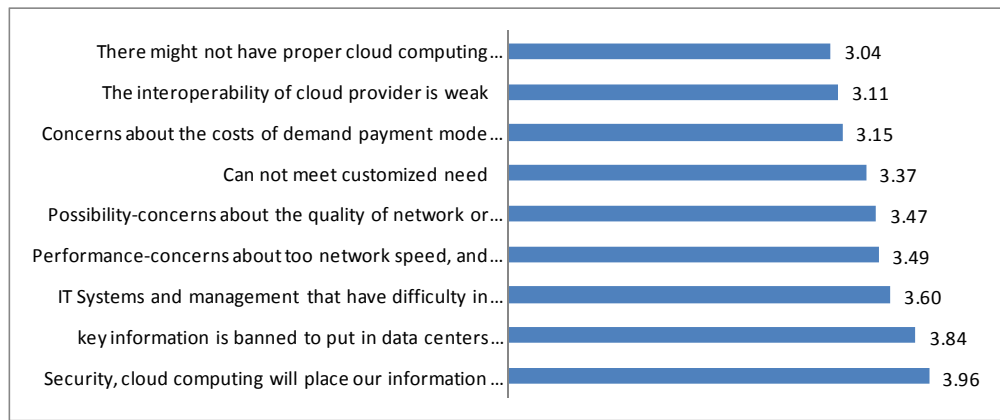 There might not have proper cloud computing... 3.04
The interoperability of cloud provider is weak 3.11
Concerns about the costs of demand payment mode... 3.15
Can not meet customized need 3.37
Possibility-concerns about the quality of network or... 3.47
Performance-concerns about too network speed, and... 3.49
IT Systems and management that have difficulty in... 3.60
key information is banned to put in data centers... 3.84
Security, cloud computing will place our information ... 3.96